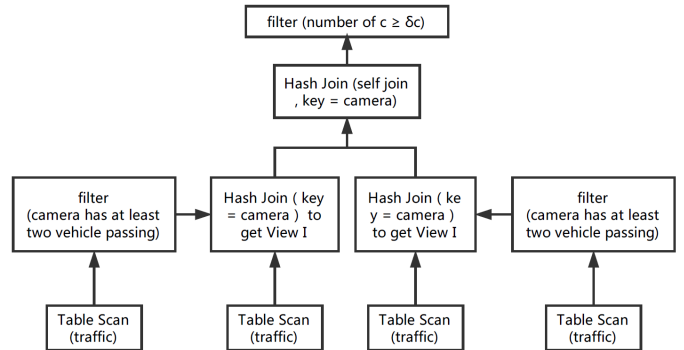 filter (number of c ≥ δc)
Hash Join (self join
, key = camera)
filter
(camera has at least
two vehicle passing)
Hash Join ( key
= camera ) to
get View I
Hash Join ( ke
y = camera )
to get View I
filter
(camera has at least
two vehicle passing)
Table Scan
(traffic)
Table Scan
(traffic)
Table Scan
(traffic)
Table Scan
(traffic)